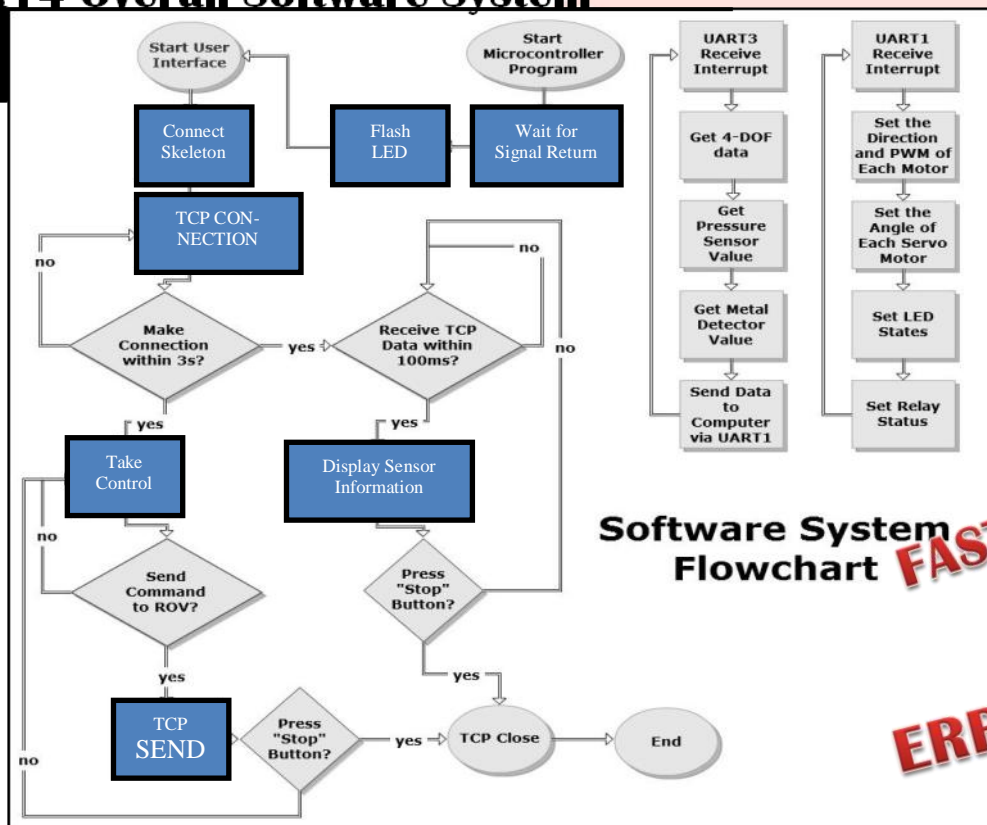 14 Overall Software System
Start User
Interface
Start
Microcontroller
Program
Connect
Skeleton
Flash
LED
Wait for
Signal Return
TCP CON-
NECTION
no
Make
Connection
within 3s?
yes
Receive TCP
Data within
100ms?
no
no
yes
yes
Take
Control
Display Sensor
Information
no
Send
Command
to ROV?
Press
"Stop"
Button?
yes
yes
TCP
SEND
Press
"Stop"
Button?
yes
TCP Close
End
no
UART3
Receive
Interrupt
Get 4-DOF
data
Get
Pressure
Sensor
Value
Get Metal
Detector
Value
Send Data
to
Computer
via UART1
UART1
Receive
Interrupt
Set the
Direction
and PWM of
Each Motor
Set the
Angle of
Each Servo
Motor
Set LED
States
Set Relay
Status
Software System
Flowchart
FAST